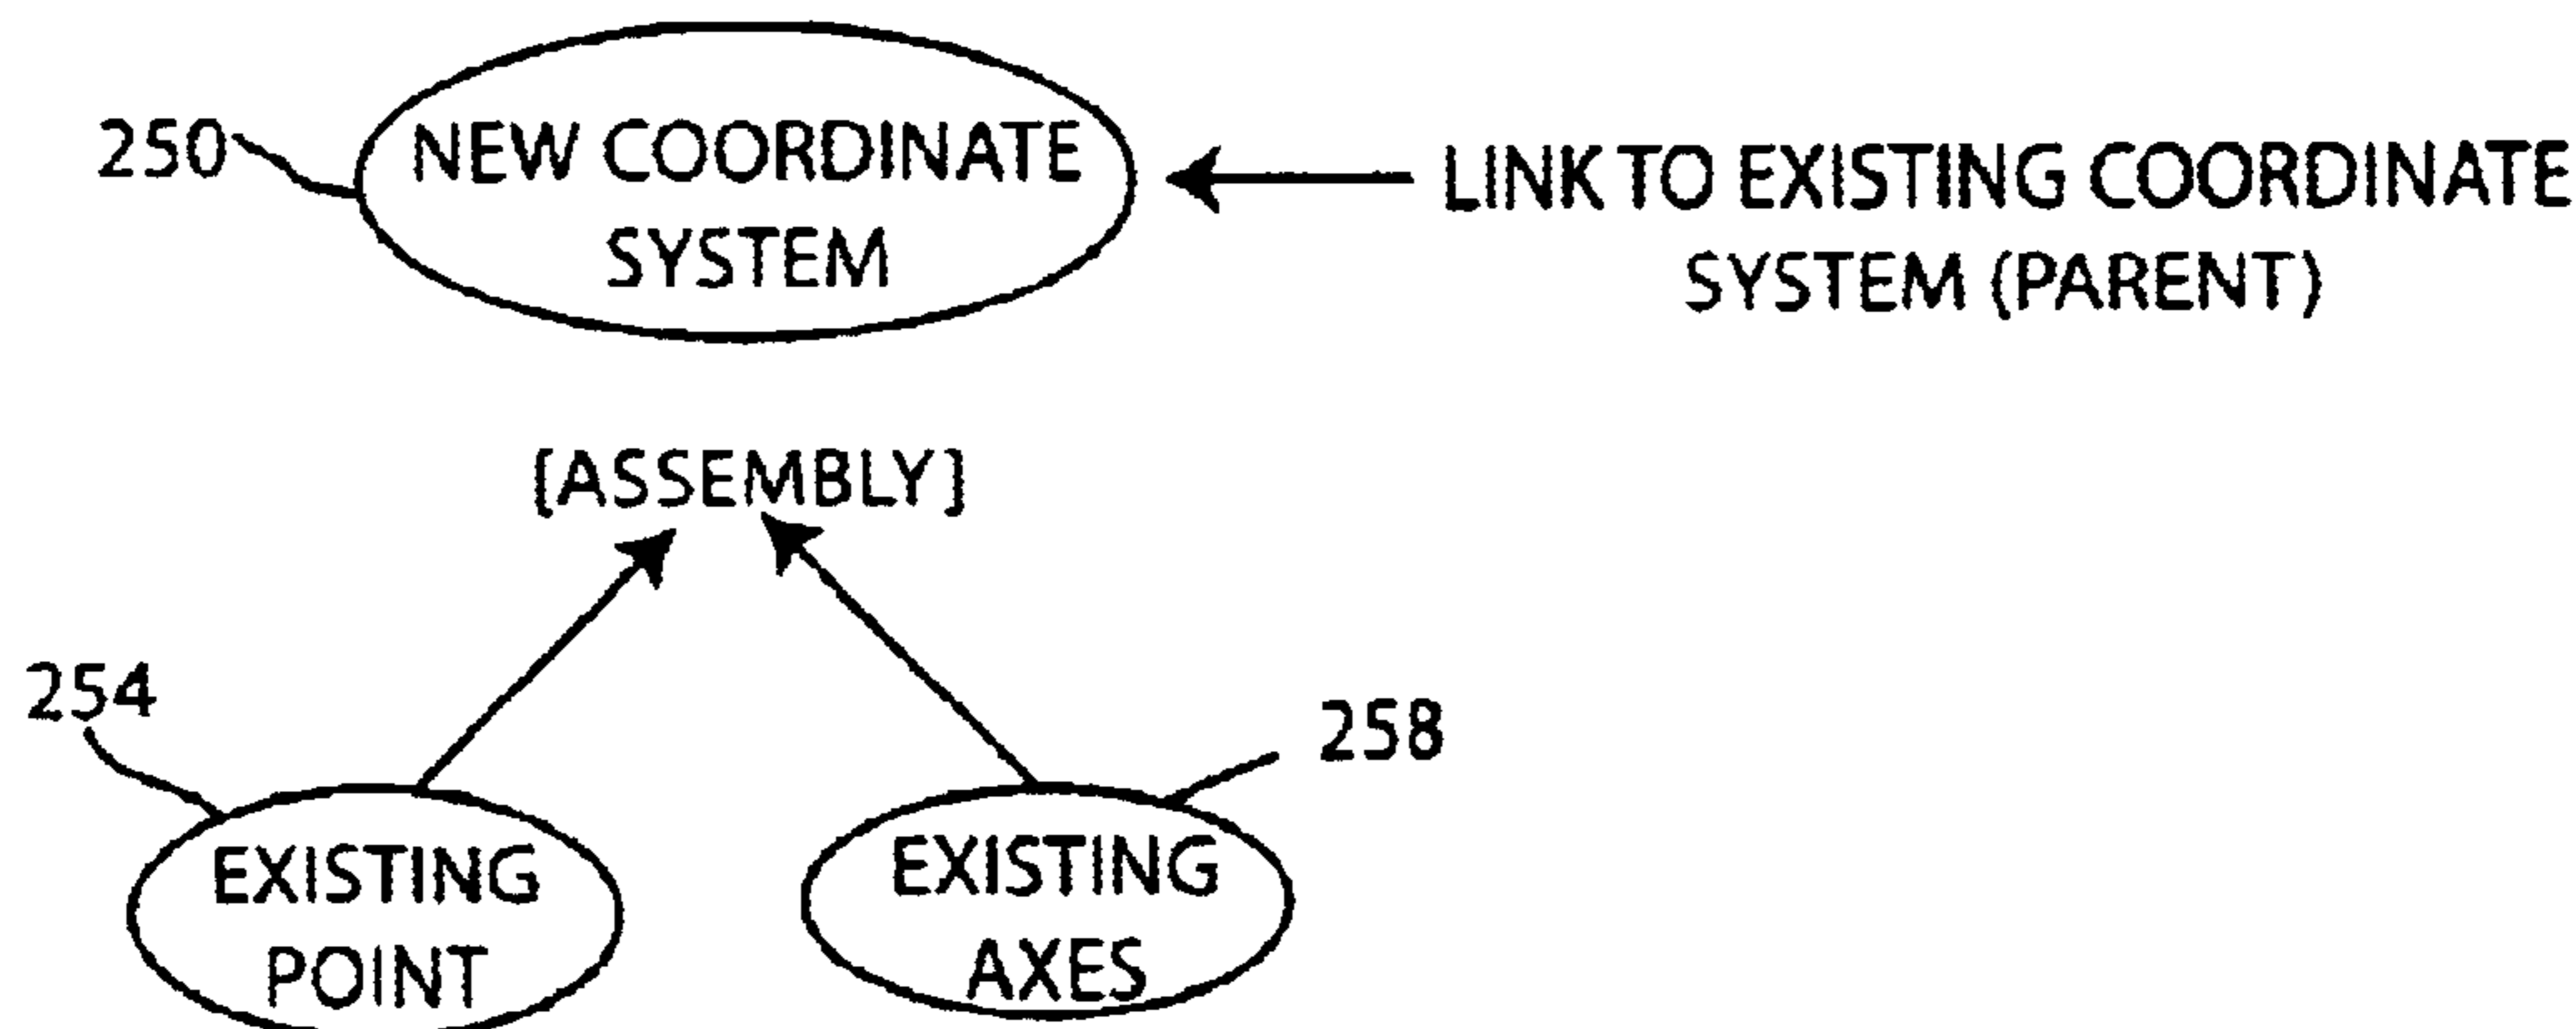 250
NEW COORDINATE
SYSTEM
LINK TO EXISTING COORDINATE
SYSTEM (PARENT)
[ASSEMBLY]
254
258
EXISTING
POINT
EXISTING
AXES